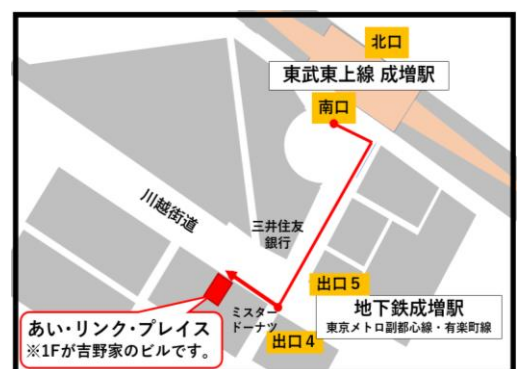 北口
東武東上線 成増駅
南口
川越街道
三井住友
銀行
出口5
地下鉄成増駅
東京メトロ副都心線・有楽町線
ミスター
ドーナツ
出口4
あい・リンク・プレイス
※1Fが吉野家のビルです。